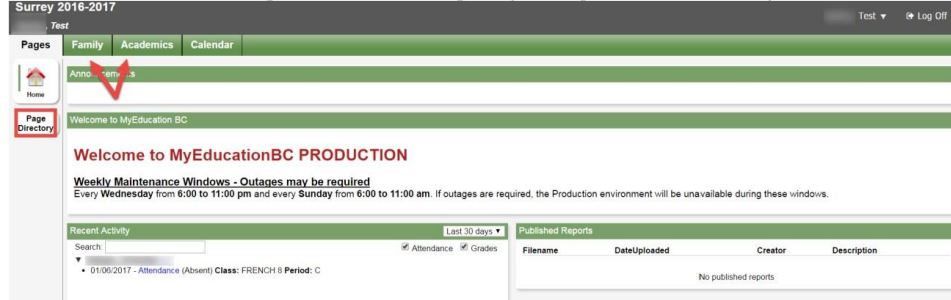 Surrey 2016-2017
, Test
Test ▼ Log Off
Pages Family Academics Calendar
Home
Page Directory
Announcements
Welcome to MyEducation BC
Welcome to MyEducationBC PRODUCTION
Weekly Maintenance Windows - Outages may be required
Every Wednesday from 6:00 to 11:00 pm and every Sunday from 6:00 to 11:00 am. If outages are required, the Production environment will be unavailable during these windows.
Recent Activity Last 30 days ▼
Search: Attendance Grades
▼
• 01/06/2017 - Attendance (Absent) Class: FRENCH 8 Period: C
Published Reports
Filename DateUploaded Creator Description
No published reports